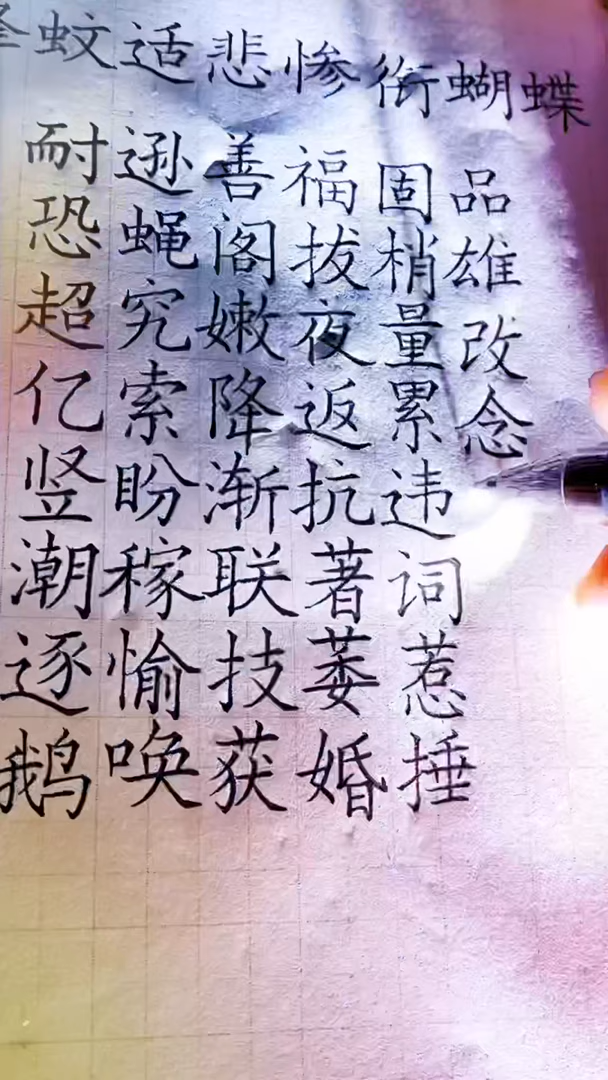 蚊适悲惨衔蝴蝶
耐逊善福固品
恐蝇阁拔梢雄
超究嫩夜量改
亿索降返累念
竖盼渐抗违
潮稼联著词
逐愉技萎惹
鹅唤获婚捶